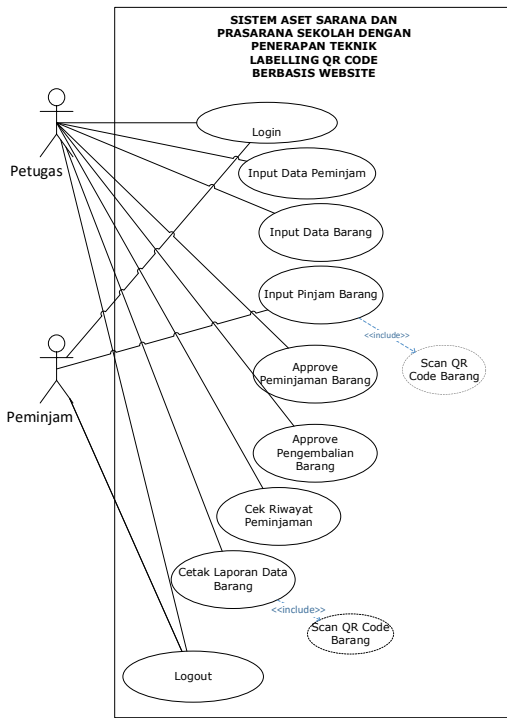 SISTEM ASET SARANA DAN
PRASARANA SEKOLAH DENGAN
PENERAPAN TEKNIK
LABELLING QR CODE
BERBASIS WEBSITE
Login
Petugas
Input Data Peminjam
Input Data Barang
Input Pinjam Barang
<<include>>
Scan QR
Code Barang
Approve
Peminjaman Barang
Peminjam
Approve
Pengembalian
Barang
Cek Riwayat
Peminjaman
Cetak Laporan Data
Barang
<<include>>
Scan QR Code
Barang
Logout